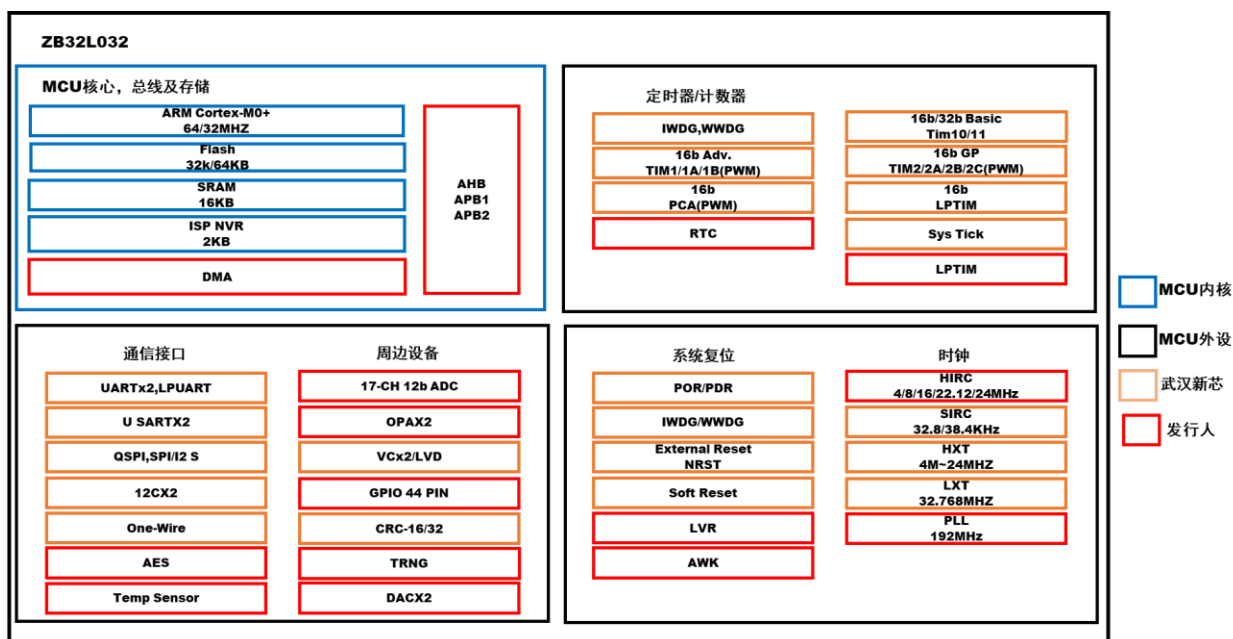 ZB32L032
MCU核心，总线及存储
ARM Cortex-M0+
64/32MHZ
Flash
32k/64KB
SRAM
16KB
ISP NVR
2KB
DMA
AHB
APB1
APB2
定时器/计数器
IWDG,WWDG
16b Adv.
TIM1/1A/1B(PWM)
16b
PCA(PWM)
RTC
16b/32b Basic
Tim10/11
16b GP
TIM2/2A/2B/2C(PWM)
16b
LPTIM
Sys Tick
LPTIM
通信接口
UARTx2,LPUART
U SARTX2
QSPI,SPI/I2 S
12CX2
One-Wire
AES
Temp Sensor
周边设备
17-CH 12b ADC
OPAX2
VCx2/LVD
GPIO 44 PIN
CRC-16/32
TRNG
DACX2
系统复位
POR/PDR
IWDG/WWDG
External Reset
NRST
Soft Reset
LVR
AWK
时钟
HIRC
4/8/16/22.12/24MHz
SIRC
32.8/38.4KHz
HXT
4M~24MHZ
LXT
32.768MHZ
PLL
192MHz
MCU内核
MCU外设
武汉新芯
发行人